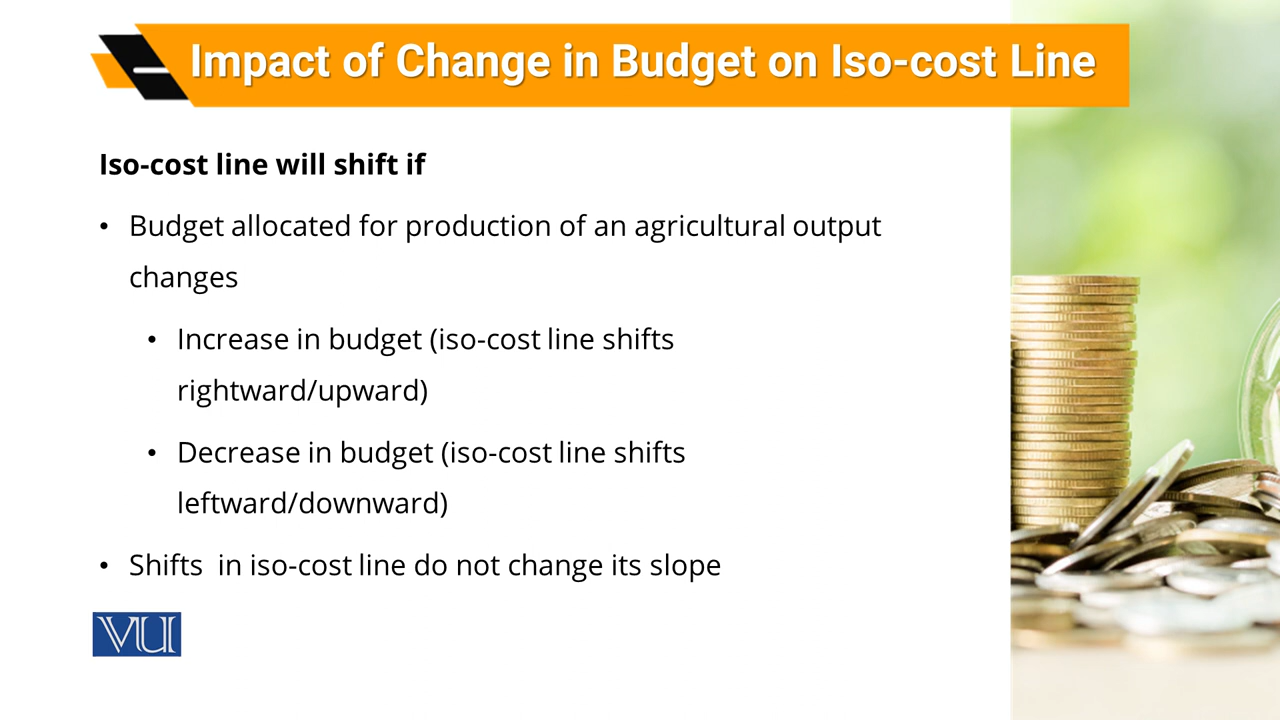 Impact of Change in Budget on Iso-cost Line
Iso-cost line will shift if
• Budget allocated for production of an agricultural output
changes
• Increase in budget (iso-cost line shifts
rightward/upward)
• Decrease in budget (iso-cost line shifts
leftward/downward)
• Shifts  in iso-cost line do not change its slope
VU